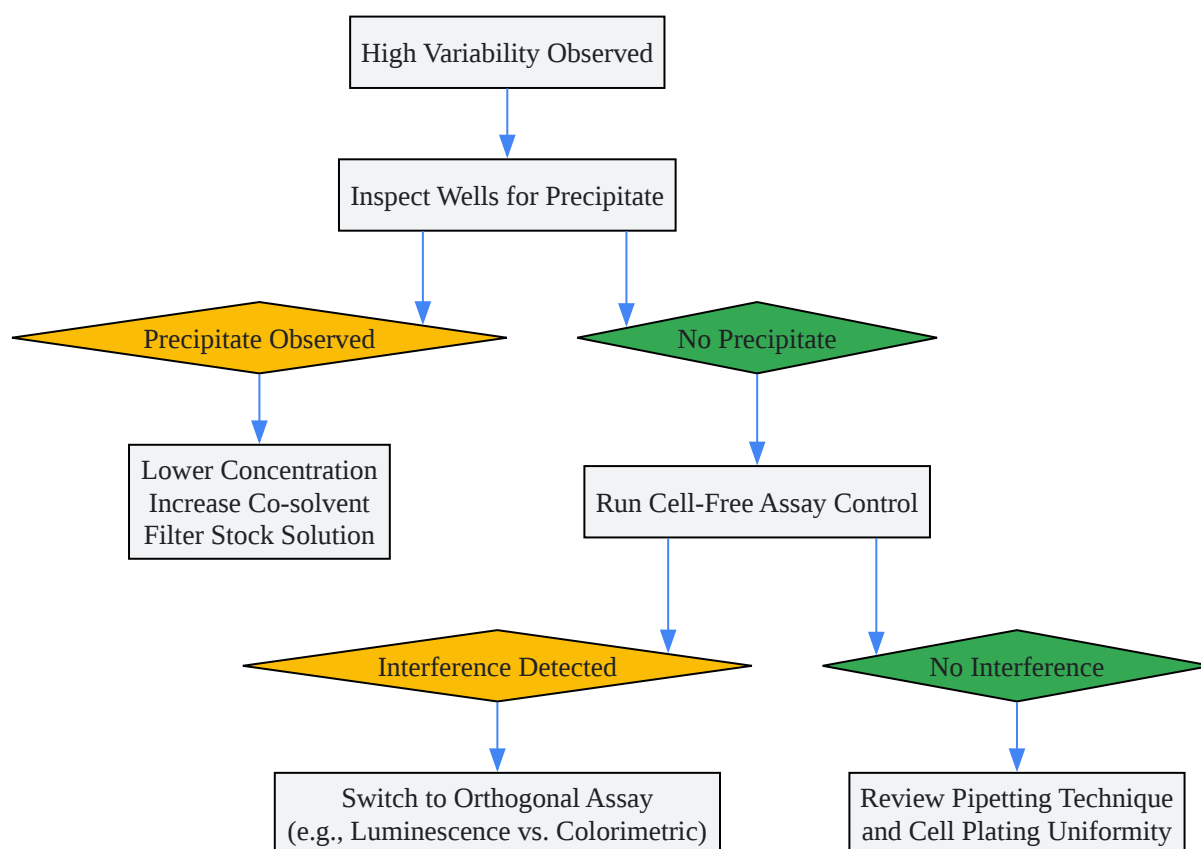 High Variability Observed
Inspect Wells for Precipitate
Precipitate Observed
No Precipitate
Lower Concentration
Increase Co-solvent
Filter Stock Solution
Run Cell-Free Assay Control
Interference Detected
No Interference
Switch to Orthogonal Assay
(e.g., Luminescence vs. Colorimetric)
Review Pipetting Technique
and Cell Plating Uniformity